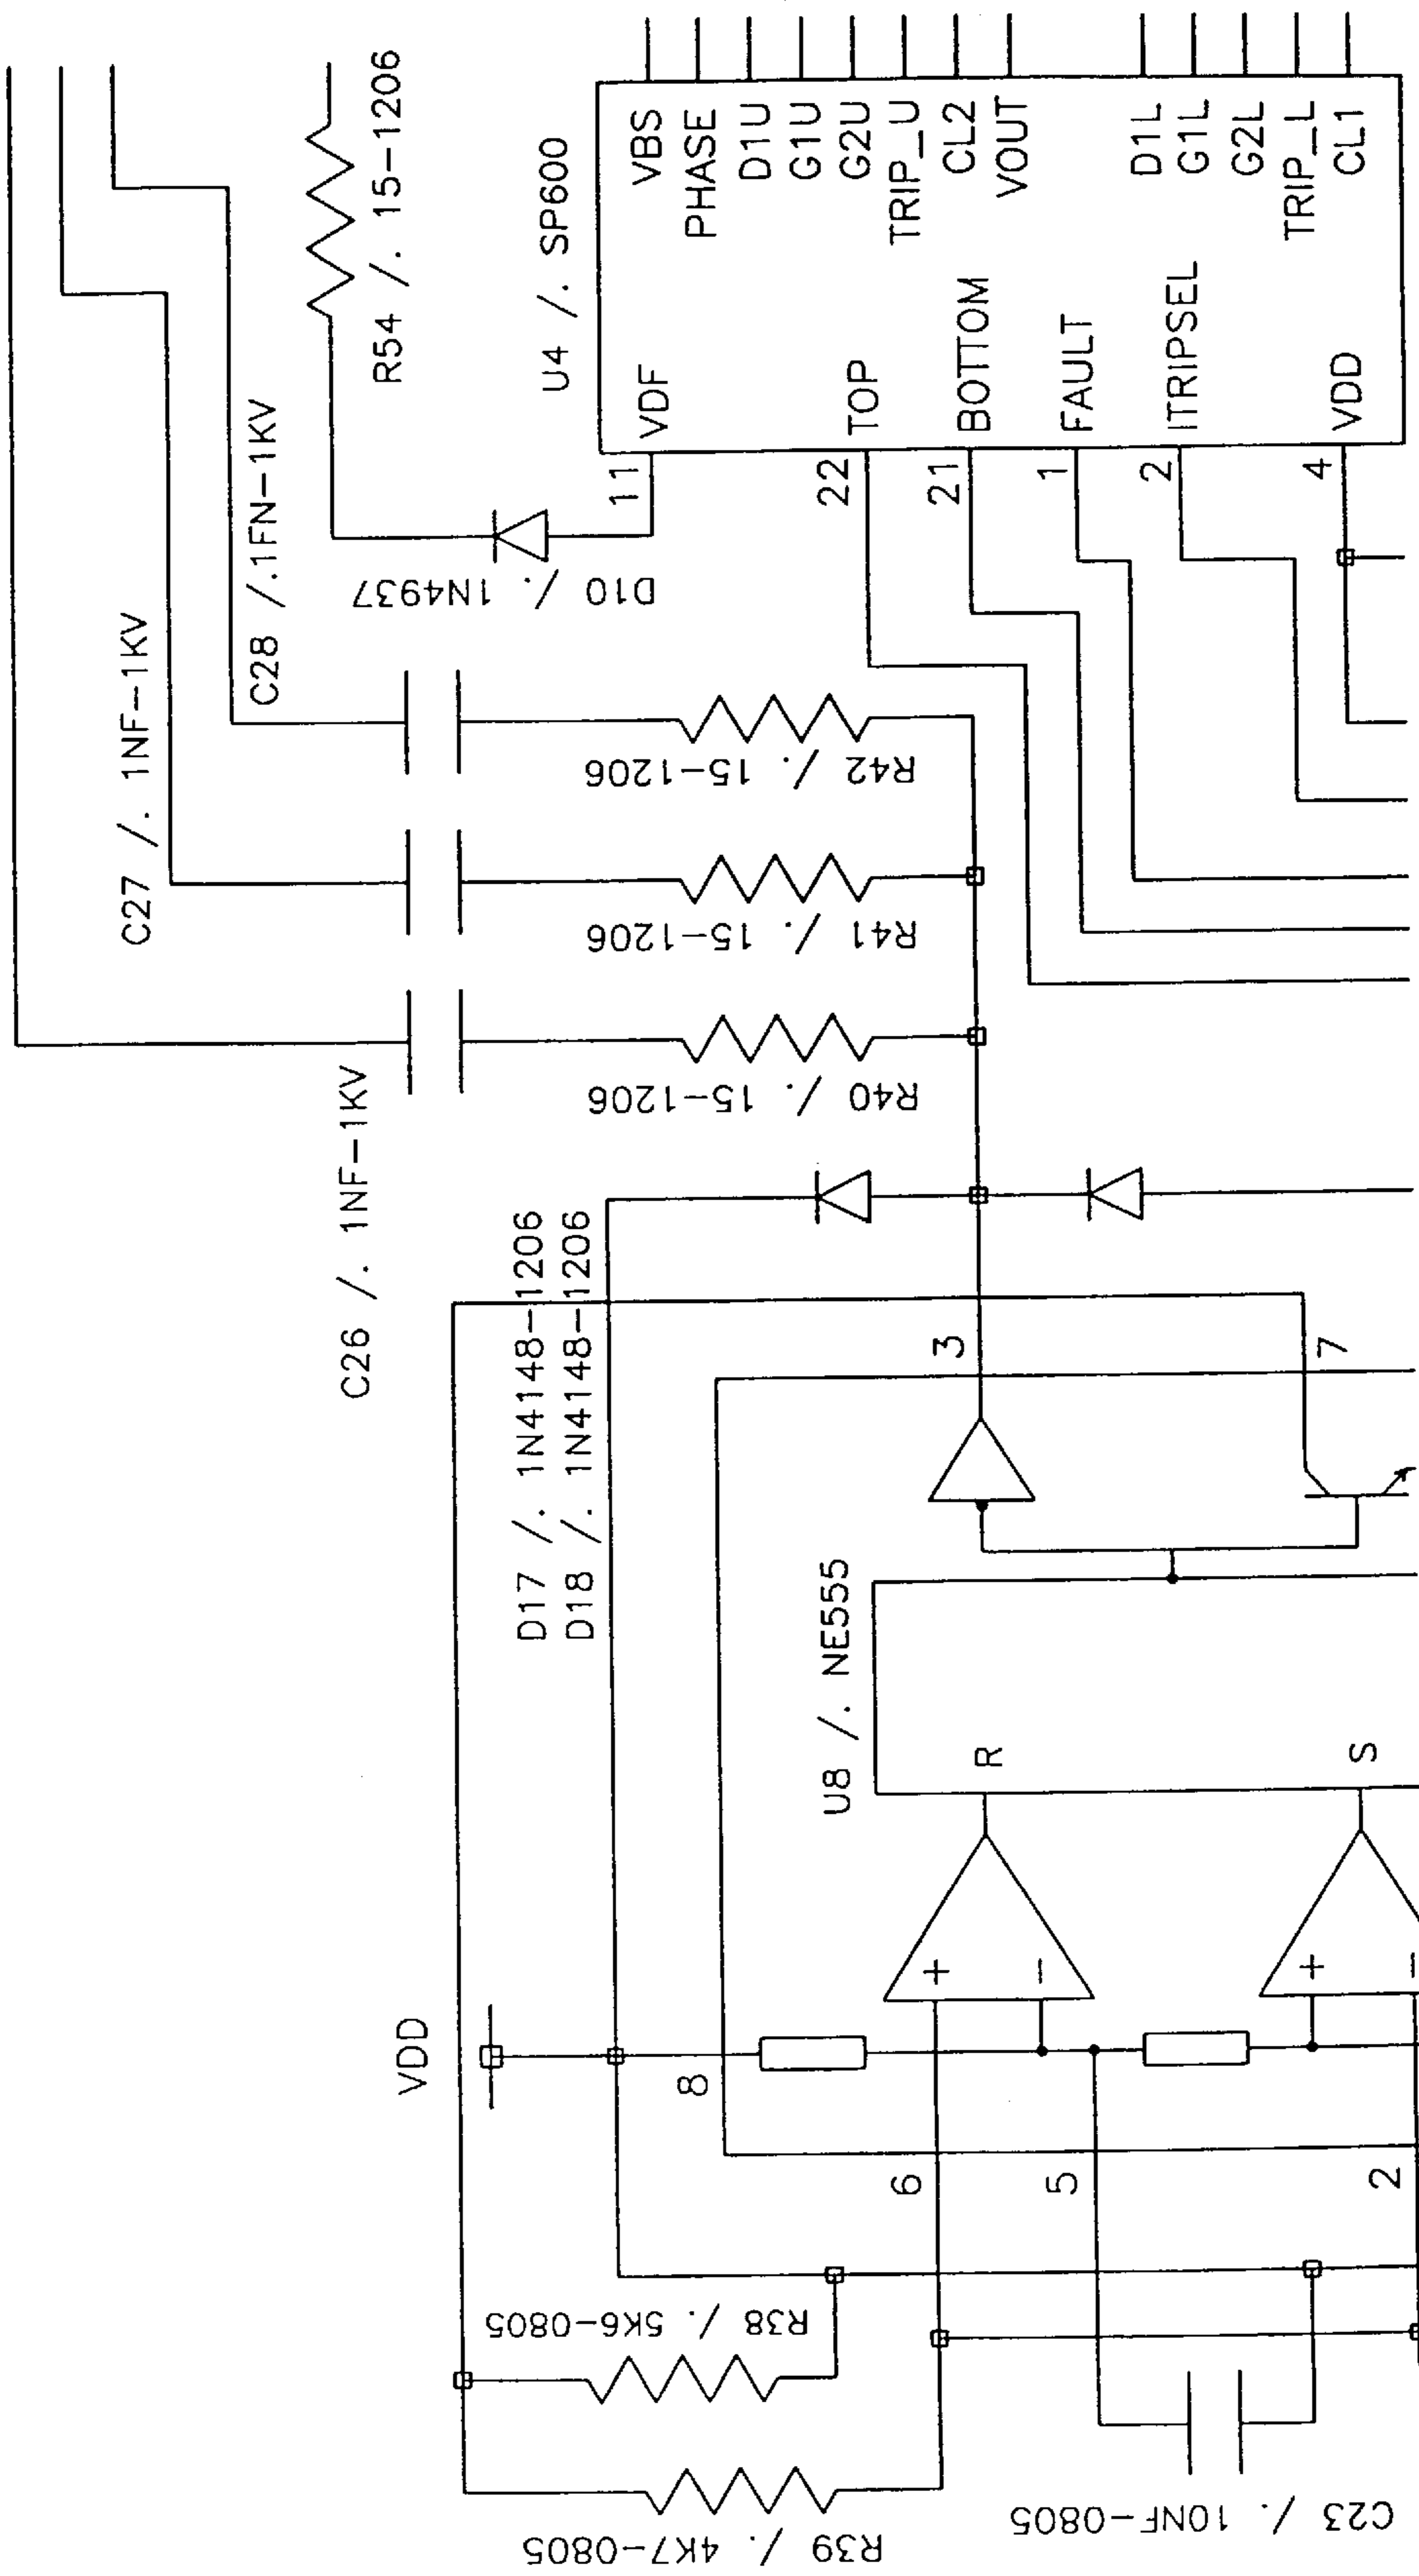 C27 /. 1NF-1KV
C28 /.1FN-1KV
R54 /. 15-1206
C26 /. 1NF-1KV
D10 /. 1N4937
U4 /. SP600
VDF
11
TOP
22
BOTTOM
21
FAULT
1
ITRIPSEL
2
VDD
4
VBS
PHASE
D1U
G1U
G2U
TRIP_U
CL2
VOUT
D1L
G1L
G2L
TRIP_L
CL1
R42 /. 15-1206
R41 /. 15-1206
R40 /. 15-1206
D17 /. 1N4148-1206
D18 /. 1N4148-1206
3
7
U8 /. NE555
R
S
+
-
+
-
VDD
8
6
5
2
R38 /. 5K6-0805
R39 /. 4K7-0805
C23 /. 10NF-0805